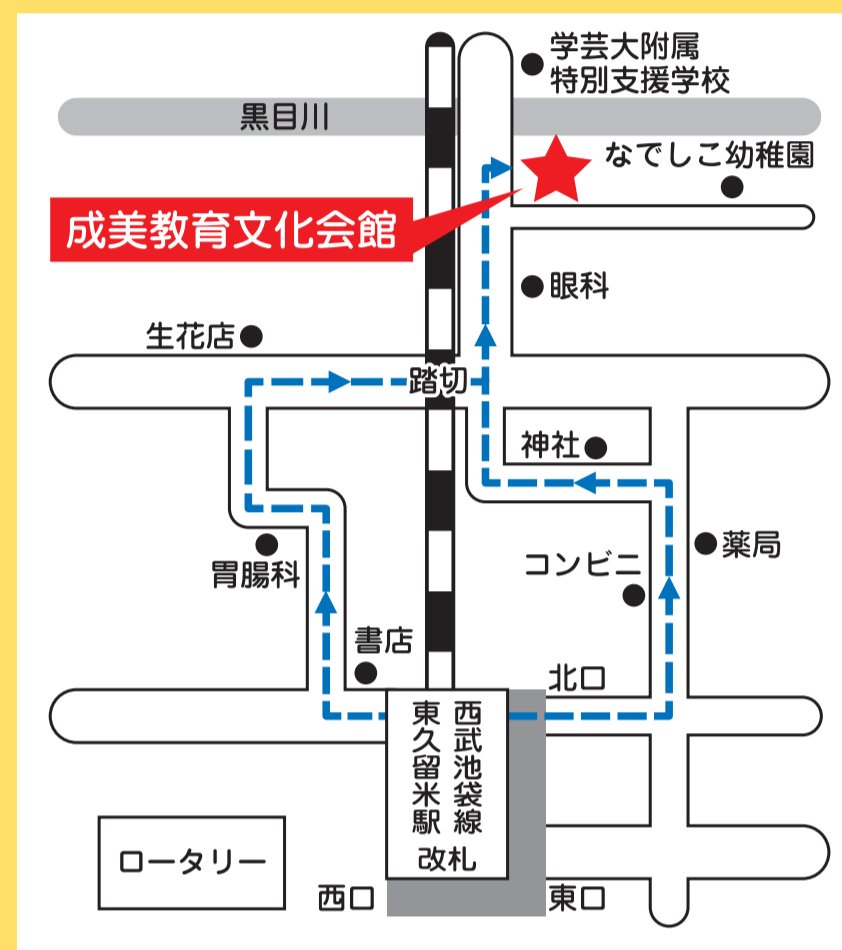 学芸大附属
特別支援学校
黒目川
なでしこ幼稚園
成美教育文化会館
眼科
生花店
踏切
神社
薬局
コンビニ
胃腸科
書店
北口
西武池袋線
東久留米駅
改札
ロータリー
西口
東口